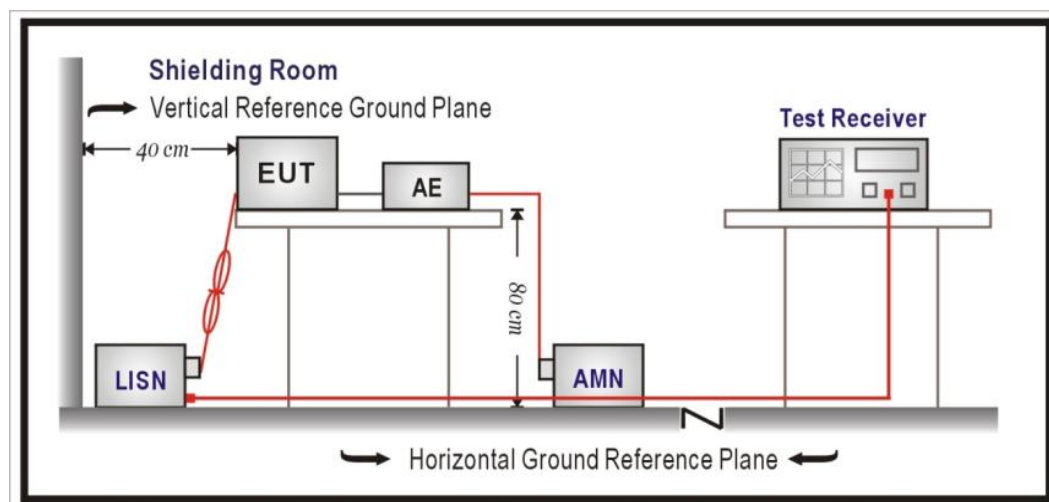 Shielding Room
Vertical Reference Ground Plane
Test Receiver
40 cm
EUT
AE
80 cm
LISN
AMN
Horizontal Ground Reference Plane